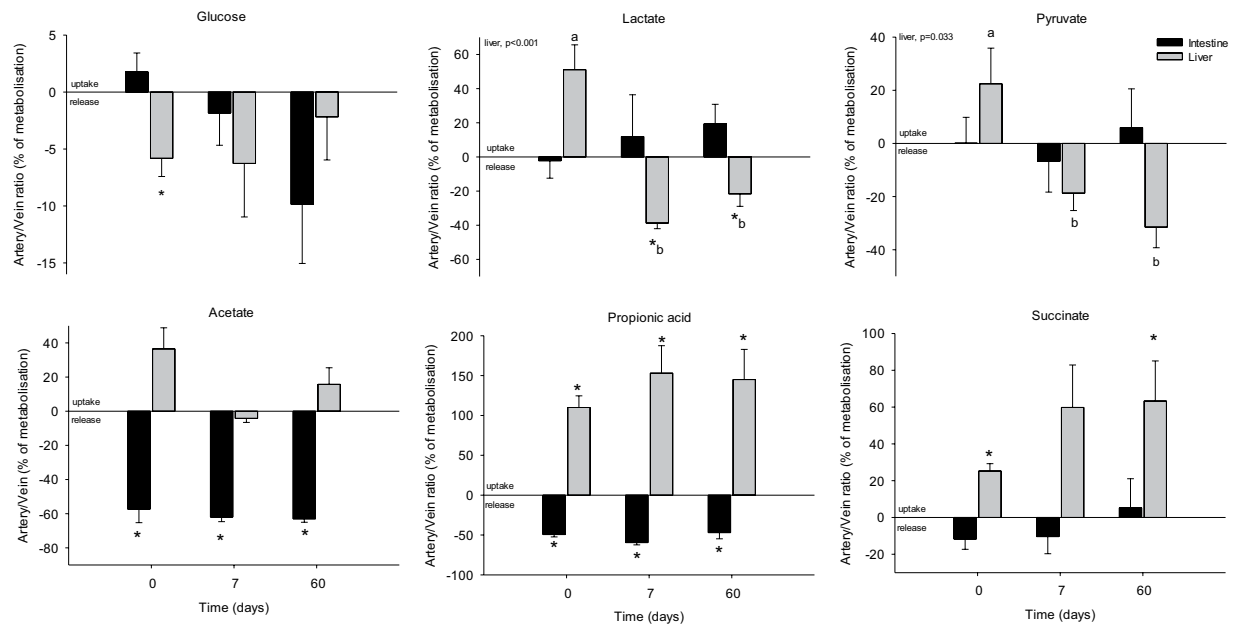 Glucose
Artery/Vein ratio (% of metabolisation)
5
0
-5
-10
-15
uptake
release
*
Lactate
Artery/Vein ratio (% of metabolisation)
liver, p<0.001
60
40
20
0
-20
-40
-60
uptake
release
a
*b
*b
Pyruvate
Artery/Vein ratio (% of metabolisation)
liver, p=0.033
40
20
0
-20
-40
uptake
release
a
b
b
Intestine
Liver
Acetate
Artery/Vein (% of metabolisation)
40
20
0
-20
-40
-60
-80
uptake
release
*
*
*
0
7
60
Time (days)
Propionic acid
Artery/Vein ratio (% of metabolisation)
200
150
100
50
0
-50
-100
uptake
release
*
*
*
*
*
*
0
7
60
Time (days)
Succinate
Artery/Vein ratio (% of metabolisation)
100
80
60
40
20
0
-20
uptake
release
*
*
0
7
60
Time (days)